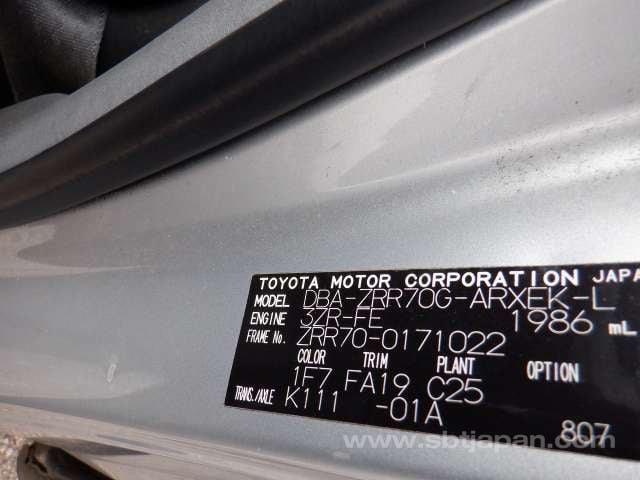 TOYOTA MOTOR CORPORATION JAPA
MODEL DBA-ZRR70G-ARXEK-L
ENGINE 3ZR-FE 1986 mL
FRAME No. ZRR70-0171022
COLOR TRIM PLANT OPTION
1F7 FA19 C25
TRANS./AXLE K111 -01A
807
www.sbtjapan.com